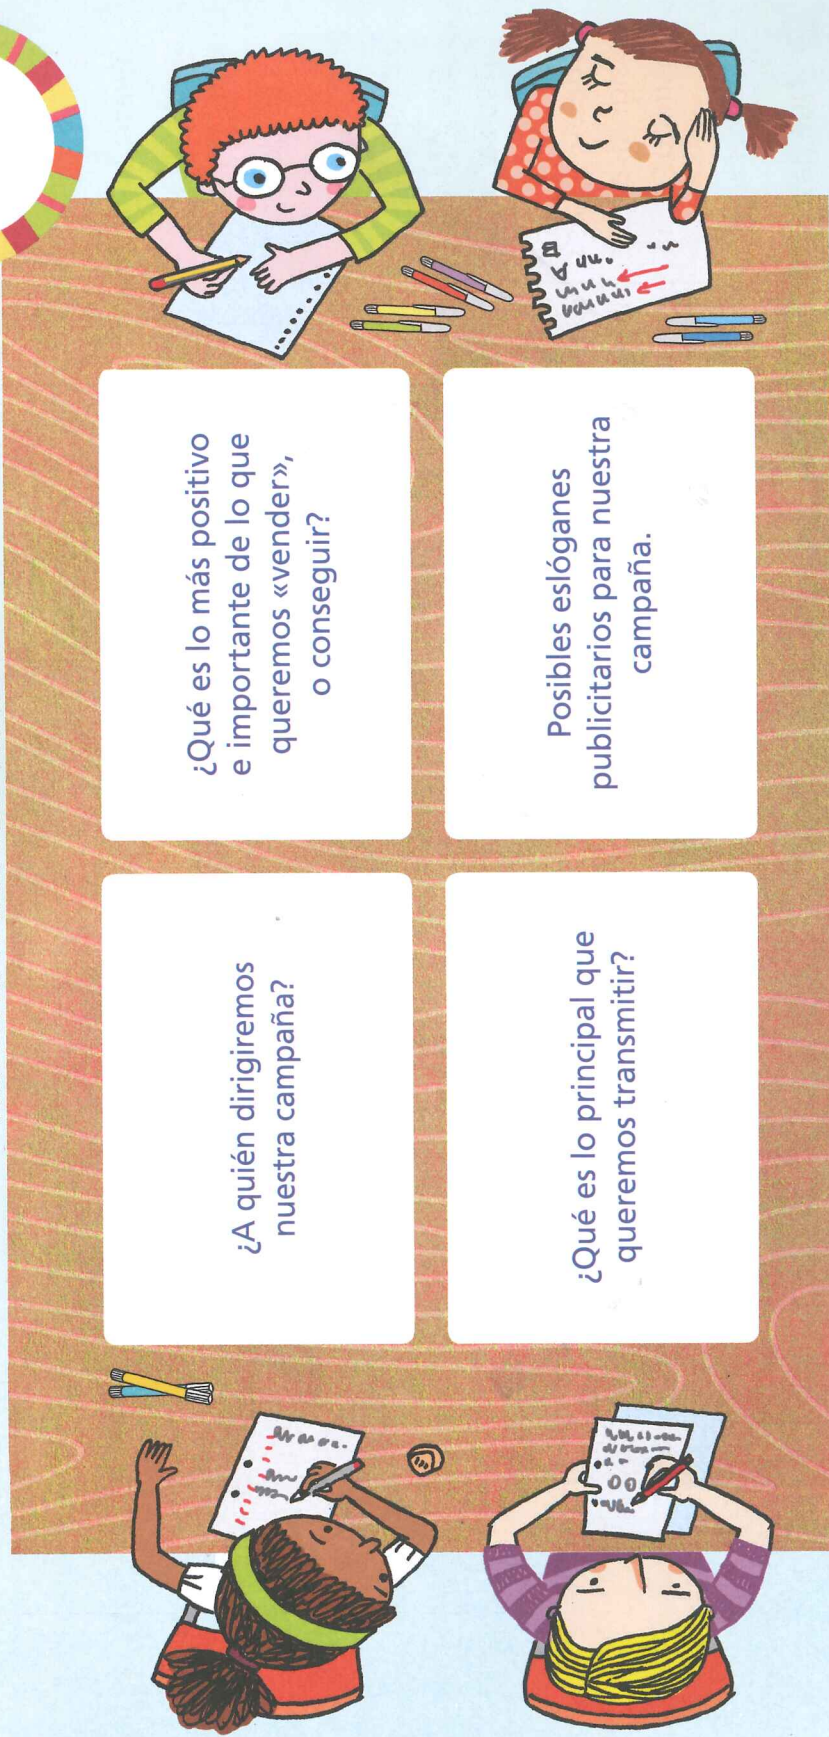 ¿A quién dirigiremos
nuestra campaña?
¿Qué es lo más positivo
e importante de lo que
queremos «vender»,
o conseguir?
¿Qué es lo principal que
queremos transmitir?
Posibles eslóganes
publicitarios para nuestra
campaña.